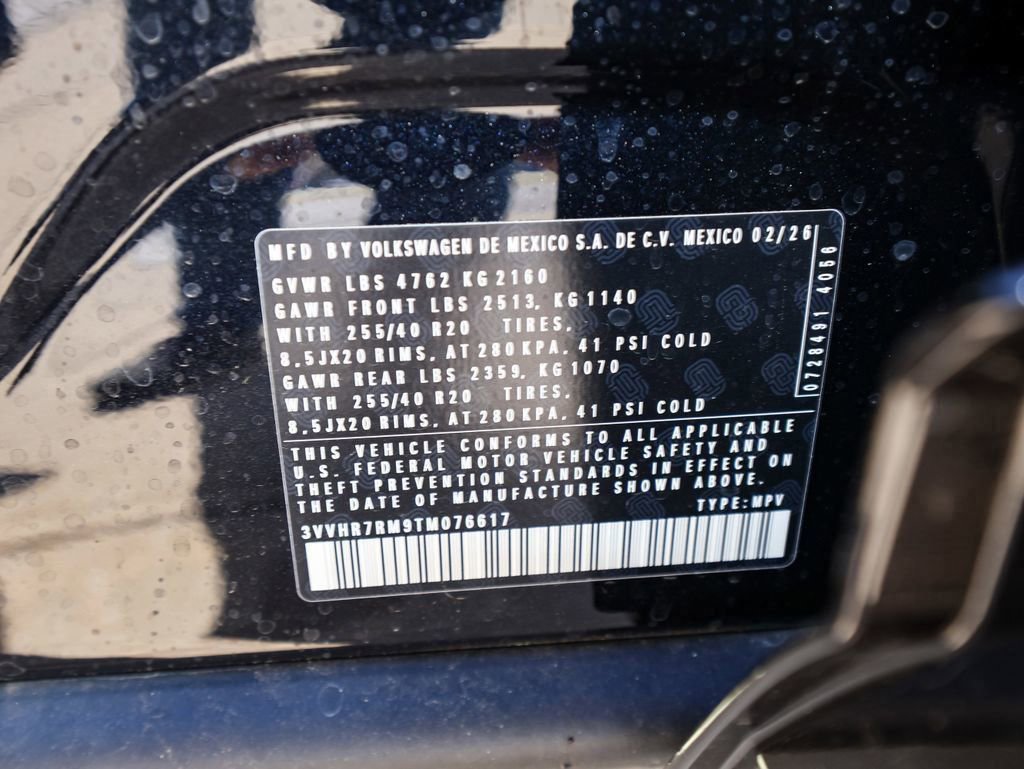 MFD BY VOLKSWAGEN DE MEXICO S.A. DE C.V. MEXICO 02/26
GVWR LBS 4762 KG 2160
GAWR FRONT LBS 2513, KG 1140
WITH 255/40 R20 TIRES,
8,5JX20 RIMS, AT 280 KPA, 41 PSI COLD
GAWR REAR LBS 2359, KG 1070
WITH 255/40 R20 TIRES,
8,5JX20 RIMS, AT 280 KPA, 41 PSI COLD
0728491 4056
THIS VEHICLE CONFORMS TO ALL APPLICABLE
U.S. FEDERAL MOTOR VEHICLE SAFETY AND
THEFT PREVENTION STANDARDS IN EFFECT ON
THE DATE OF MANUFACTURE SHOWN ABOVE.
TYPE: MPV
3VVHR7RM9TM076617